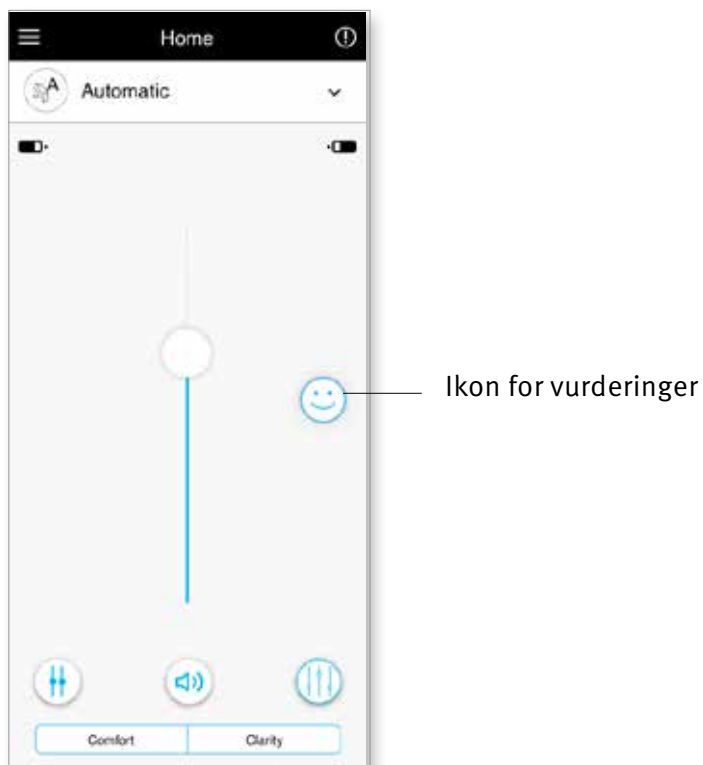 Home
Automatic
Ikon for vurderinger
Comfort
Clarity